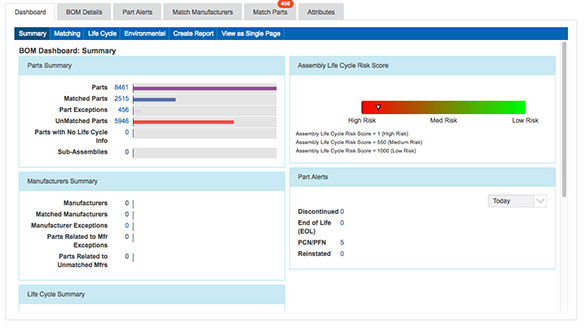 456
Dashboard BOM Details Part Alerts Match Manufacturers Match Parts Attributes
Summary Matching Life Cycle Environmental Create Report View as Single Page
BOM Dashboard: Summary
Parts Summary
Parts 8461
Matched Parts 2515
Part Exceptions 456
UnMatched Parts 5946
Parts with No Life Cycle 0
Info
Sub-Assemblies 0
Manufacturers Summary
Manufacturers 0
Matched Manufacturers 0
Manufacturer Exceptions 0
Parts Related to Mfr 0
Exceptions
Parts Related to 0
Unmatched Mfrs
Life Cycle Summary
Assembly Life Cycle Risk Score
High Risk Med Risk Low Risk
Assembly Life Cycle Risk Score = 1 (High Risk)
Assembly Life Cycle Risk Score = 550 (Medium Risk)
Assembly Life Cycle Risk Score = 1000 (Low Risk)
Part Alerts
Today
Discontinued 0
End of Life 0
(EOL)
PCN/PFN 5
Reinstated 0